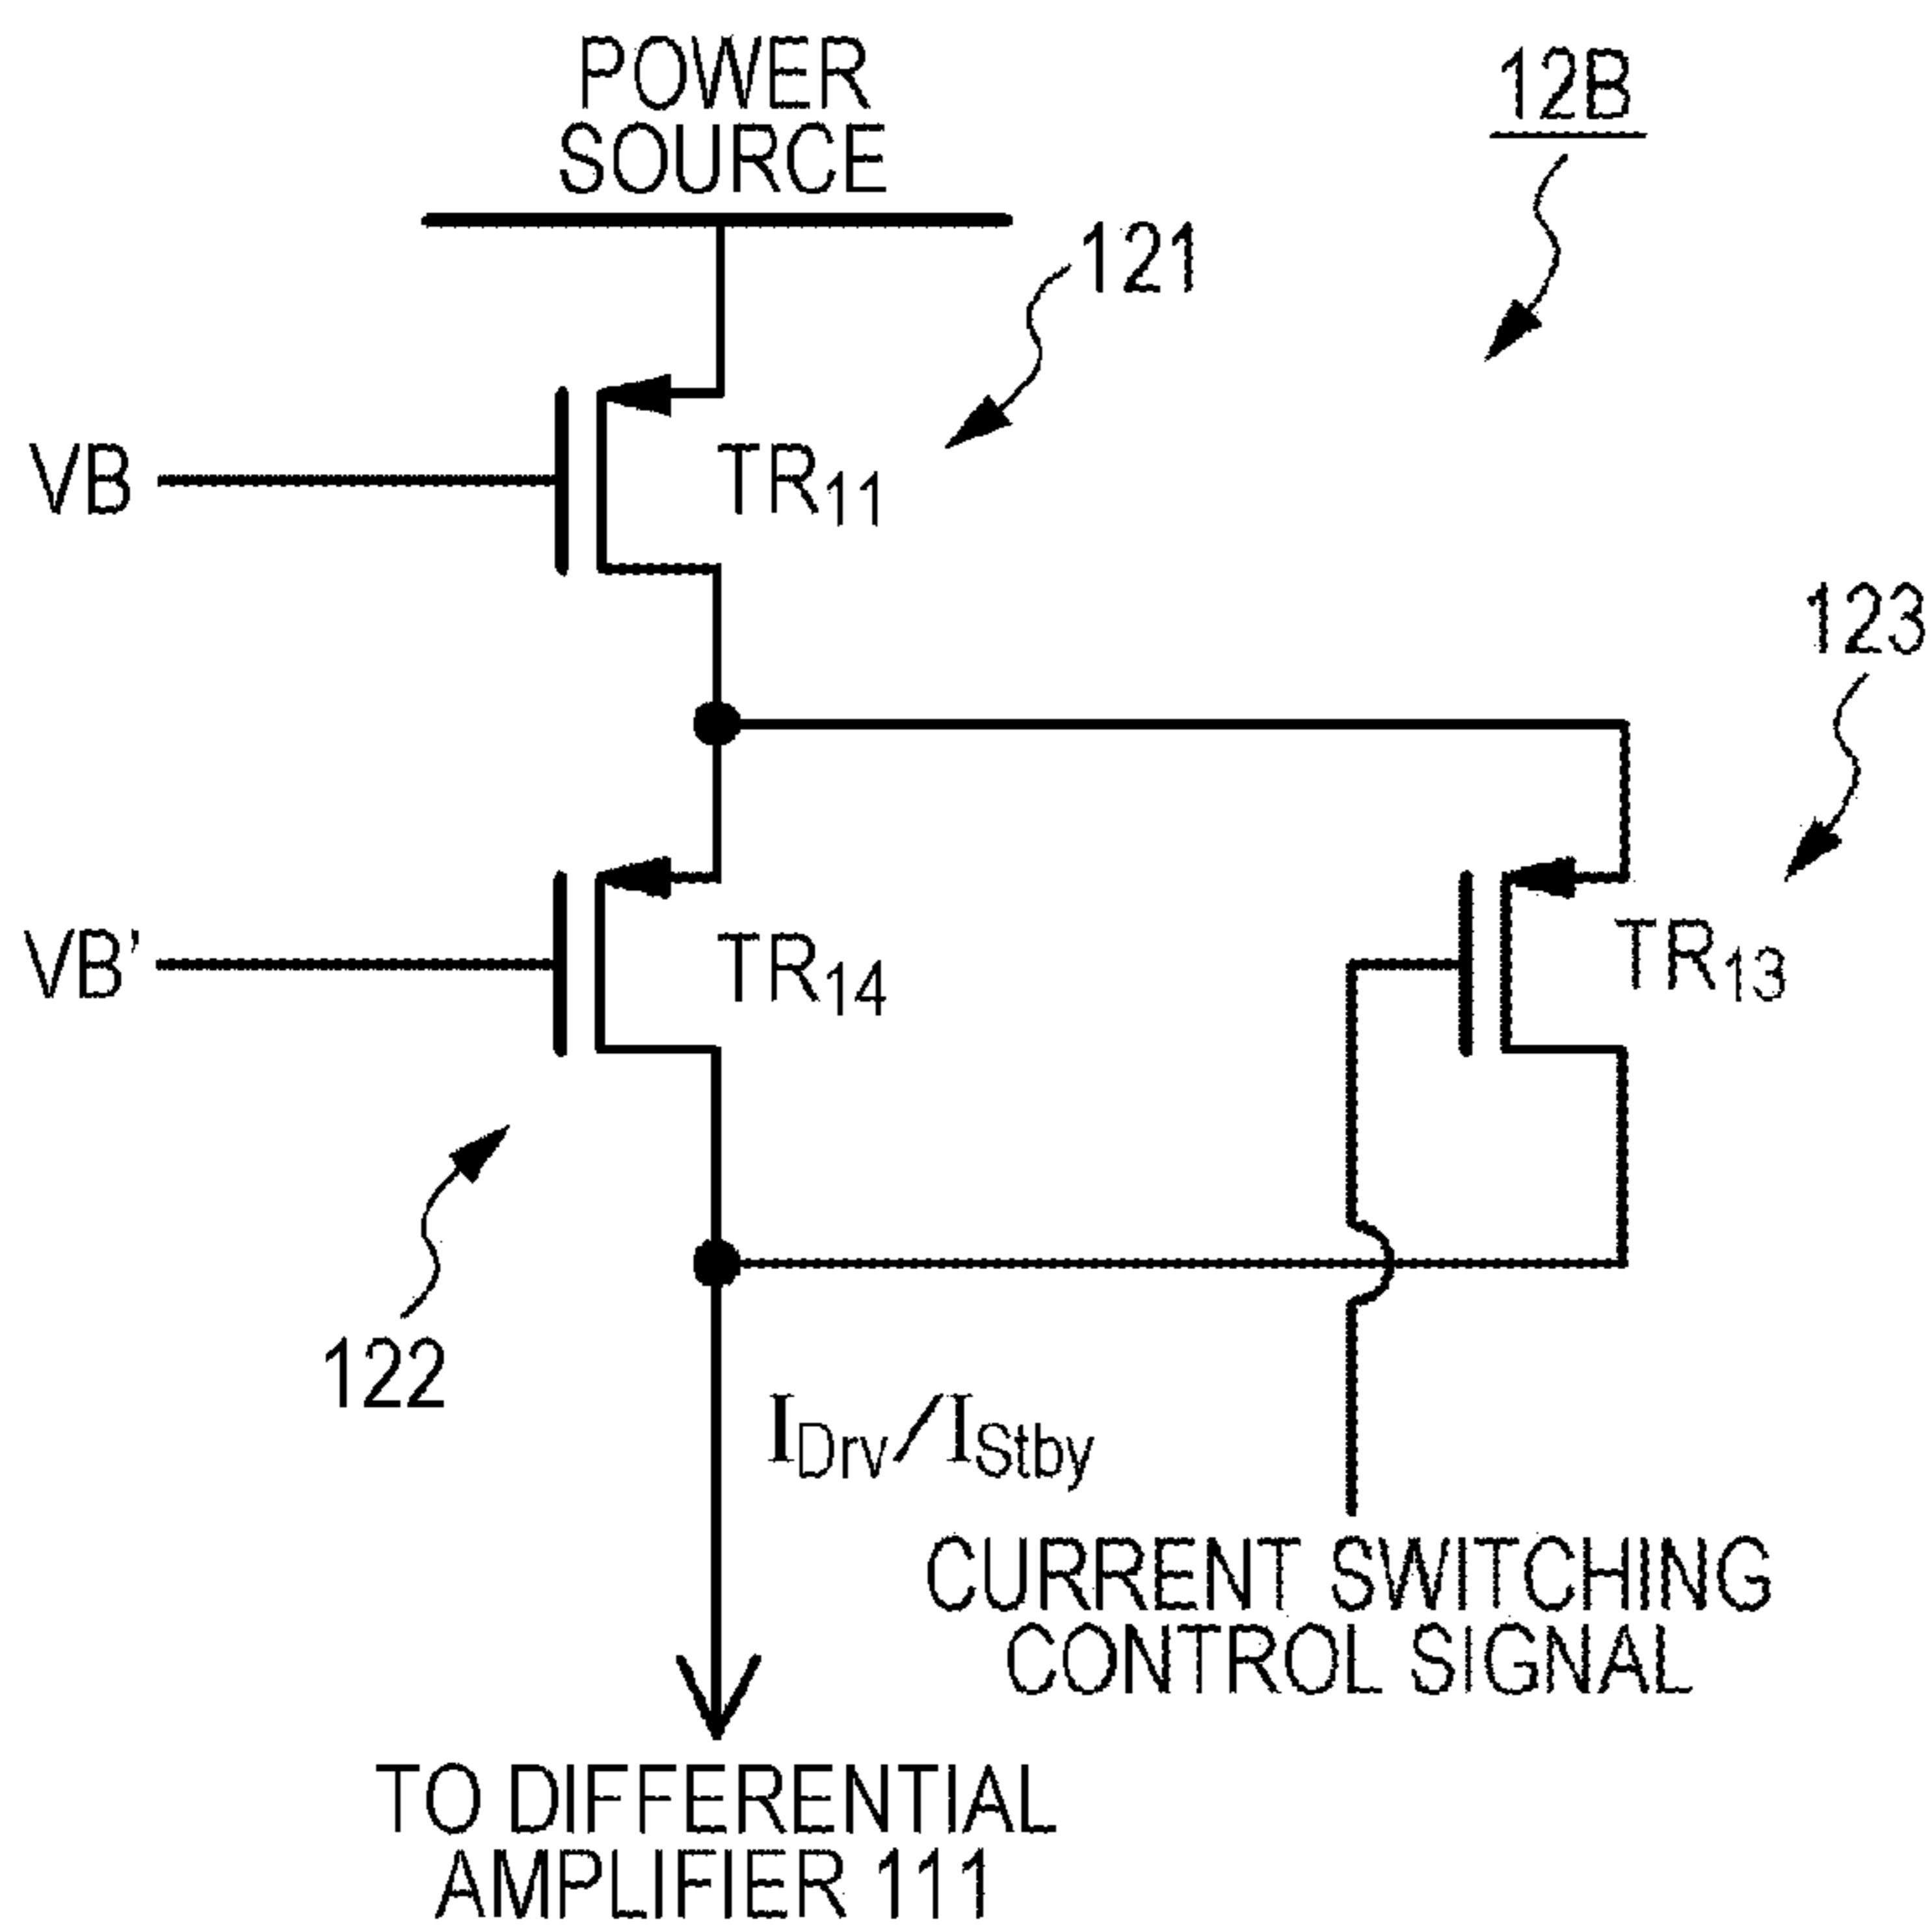 POWER
SOURCE
12B
121
VB
TR11
123
VB'
TR14
TR13
122
IDrv/IStby
CURRENT SWITCHING
CONTROL SIGNAL
TO DIFFERENTIAL
AMPLIFIER 111